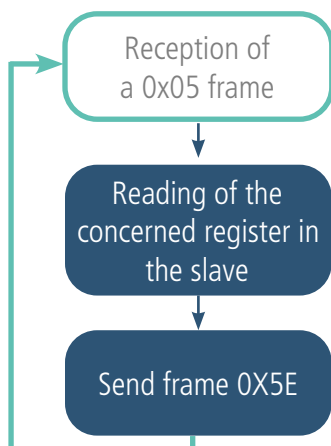 Reception of
a 0x05 frame
Reading of the
concerned register in
the slave
Send frame 0X5E